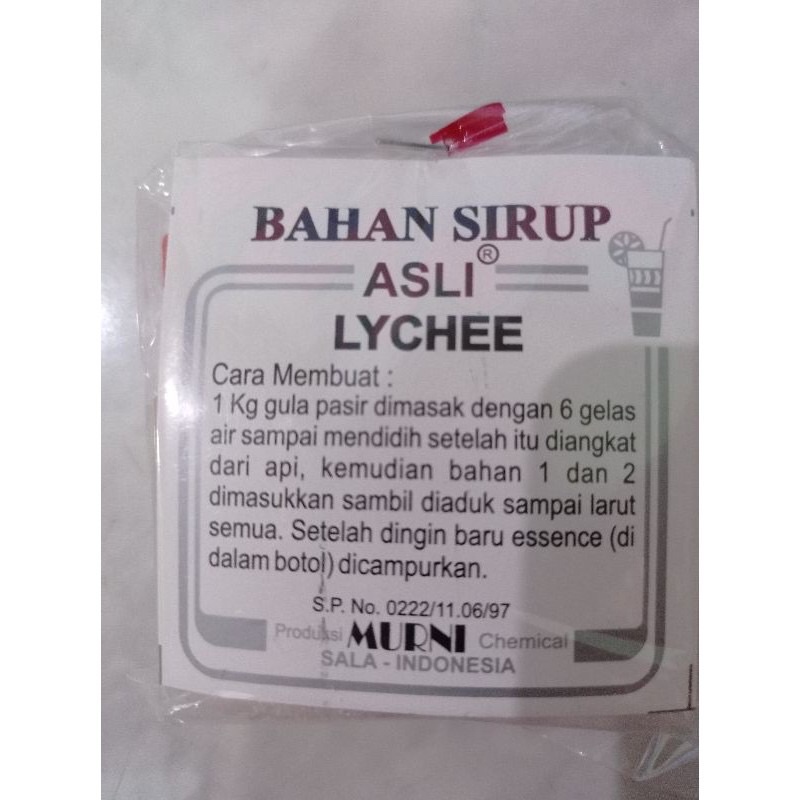 BAHAN SIRUP
ASLI®
LYCHEE
Cara Membuat :
1 Kg gula pasir dimasak dengan 6 gelas
air sampai mendidih setelah itu diangkat
dari api, kemudian bahan 1 dan 2
dimasukkan sambil diaduk sampai larut
semua. Setelah dingin baru essence (di
dalam botol) dicampurkan.
S.P. No. 0222/11.06/97
Produksi MURNI Chemical
SALA - INDONESIA